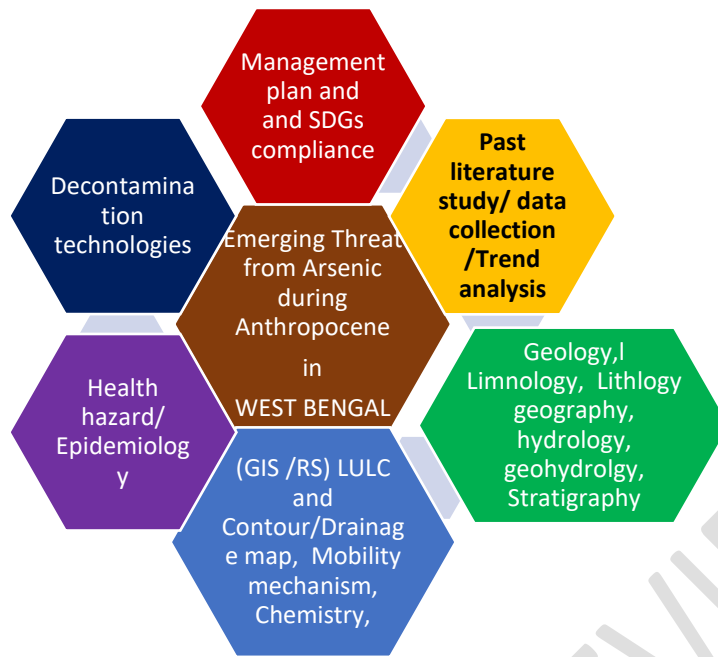 Management
plan and
and SDGs
compliance
Past
literature
study/ data
collection
/Trend
analysis
Decontamina
tion
technologies
Emerging Threat
from Arsenic
during
Anthropocene
in
WEST BENGAL
Geology,l
Limnology, Lithlogy
geography,
hydrology,
geohydrolgy,
Stratigraphy
Health
hazard/
Epidemiolog
y
(GIS /RS) LULC
and
Contour/Drainag
e map, Mobility
mechanism,
Chemistry,